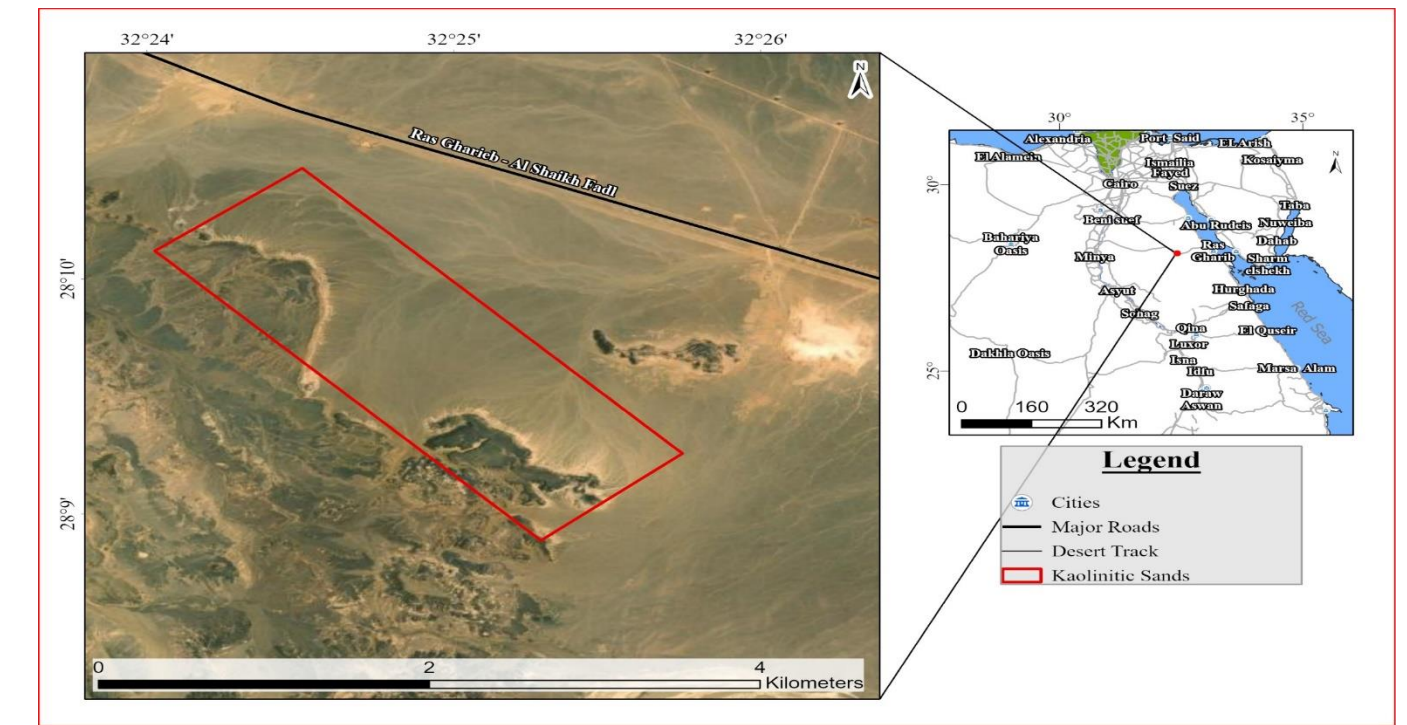 32°24'
32°25'
32°26'
N
Ras Gharieb - Al Shaikh Fadl
28°10'
28°9'
0 2 4
Kilometers
30°
35°
N
Alexandria
Port Said
EL Arish
El Alamein
Ismailia
Kosaiyma
Fayed
30°
Cairo
Suez
Taba
Beni suef
Abu Rudeis
Nuweiba
Bahariya
Oasis
Ras
Gharib
Dahab
Minya
Sharm
elshekh
Asyut
Hurghada
Sohag
Safaga
Red Sea
Qina
El Quseir
Luxor
Dakhla Oasis
Isna
25°
Idfu
Marsa Alam
Daraw
Aswan
0 160 320
Km
Legend
Cities
Major Roads
Desert Track
Kaolinitic Sands